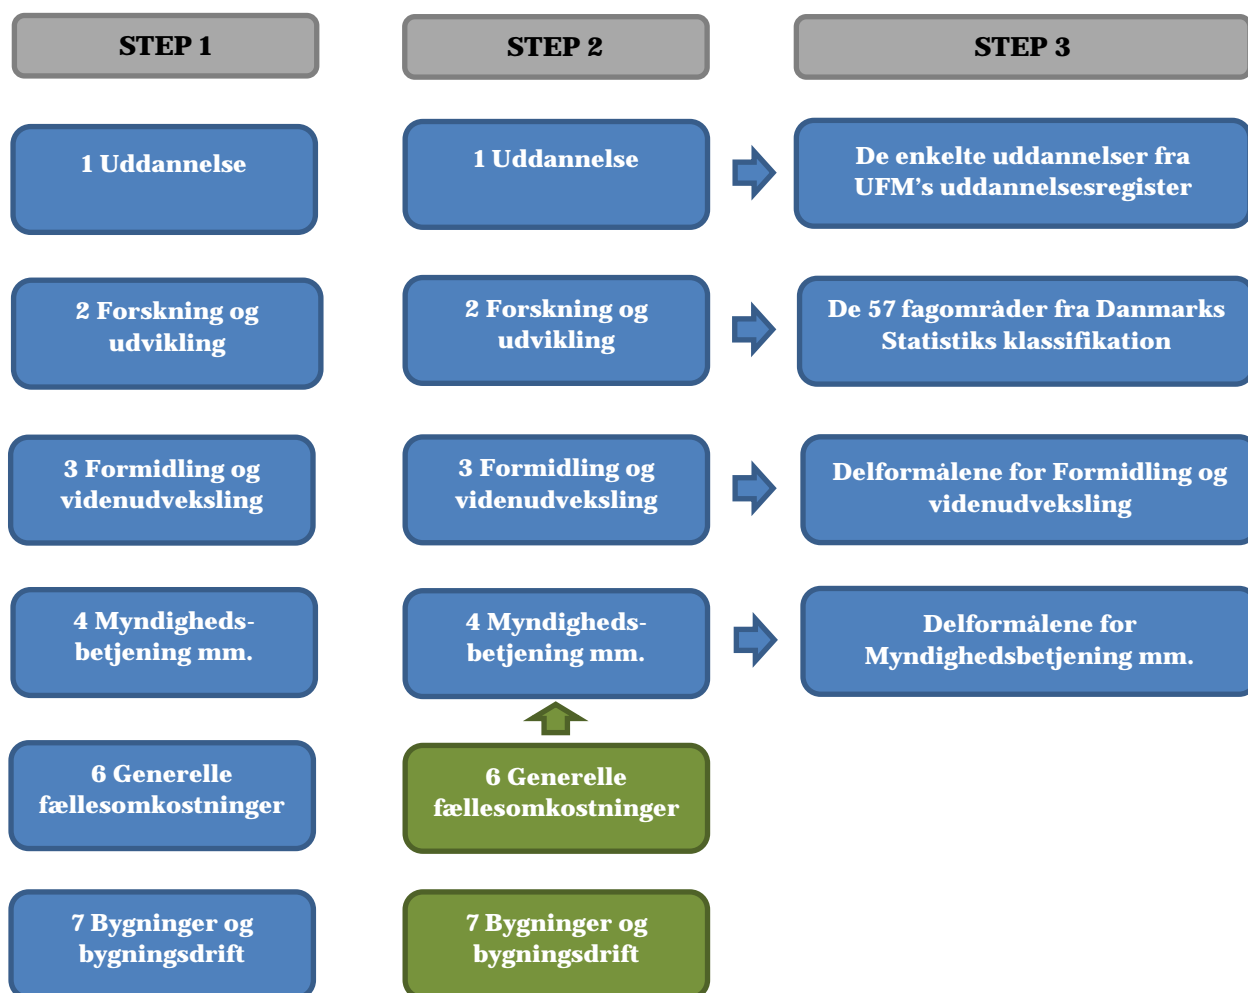 STEP 1
STEP 2
STEP 3
1 Uddannelse
1 Uddannelse
De enkelte uddannelser fra
UFM's uddannelsesregister
2 Forskning og
udvikling
2 Forskning og
udvikling
De 57 fagområder fra Danmarks
Statistiks klassifikation
3 Formidling og
videnudveksling
3 Formidling og
videnudveksling
Delformålene for Formidling og
videnudveksling
4 Myndigheds-
betjening mm.
4 Myndigheds-
betjening mm.
Delformålene for
Myndighedsbetjening mm.
6 Generelle
fællesomkostninger
6 Generelle
fællesomkostninger
7 Bygninger og
bygningsdrift
7 Bygninger og
bygningsdrift